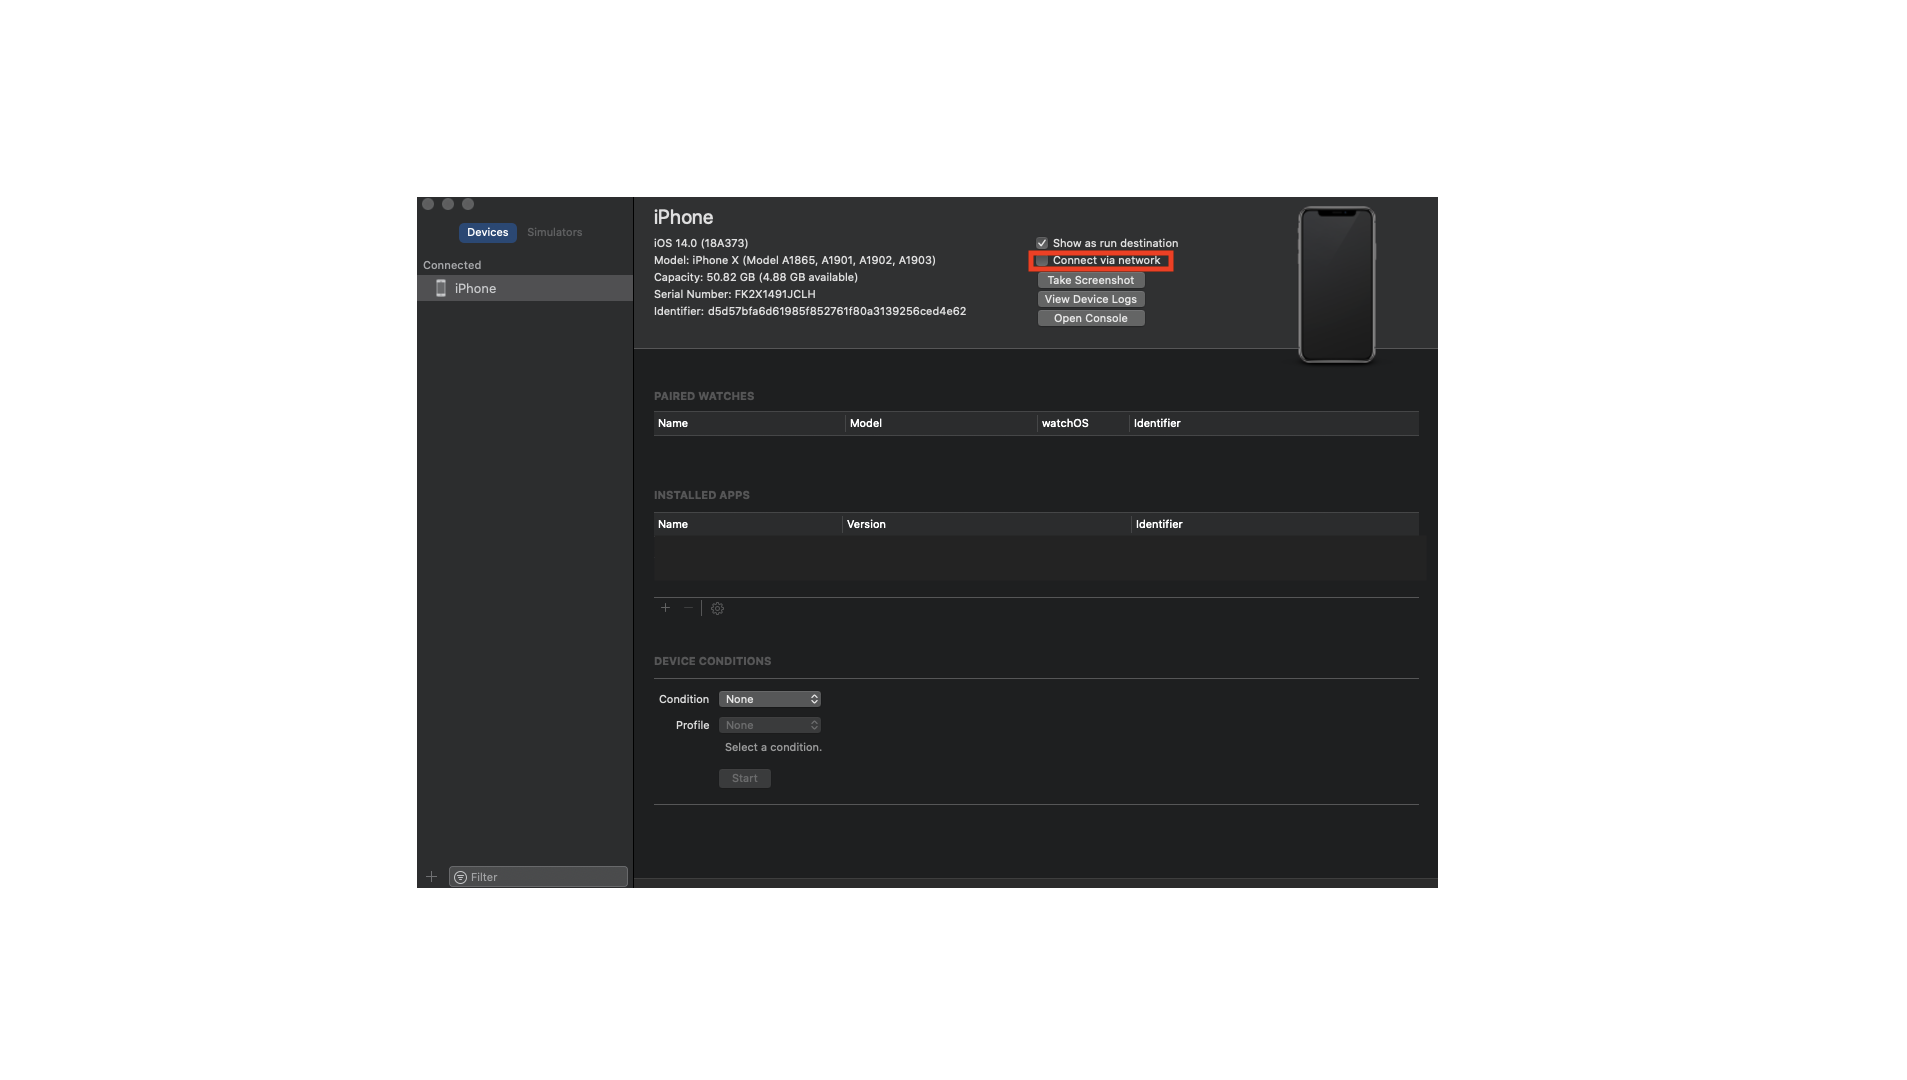 Devices
Simulators
Connected
iPhone
Filter
iPhone
iOS 14.0 (18A373)
Model: iPhone X (Model A1865, A1901, A1902, A1903)
Capacity: 50.82 GB (4.88 GB available)
Serial Number: FK2X1491JCLH
Identifier: d5d57bfa6d61985f852761f80a3139256ced4e62
Show as run destination
Connect via network
Take Screenshot
View Device Logs
Open Console
PAIRED WATCHES
Name Model watchOS Identifier
INSTALLED APPS
Name Version Identifier
DEVICE CONDITIONS
Condition None
Profile None
Select a condition.
Start